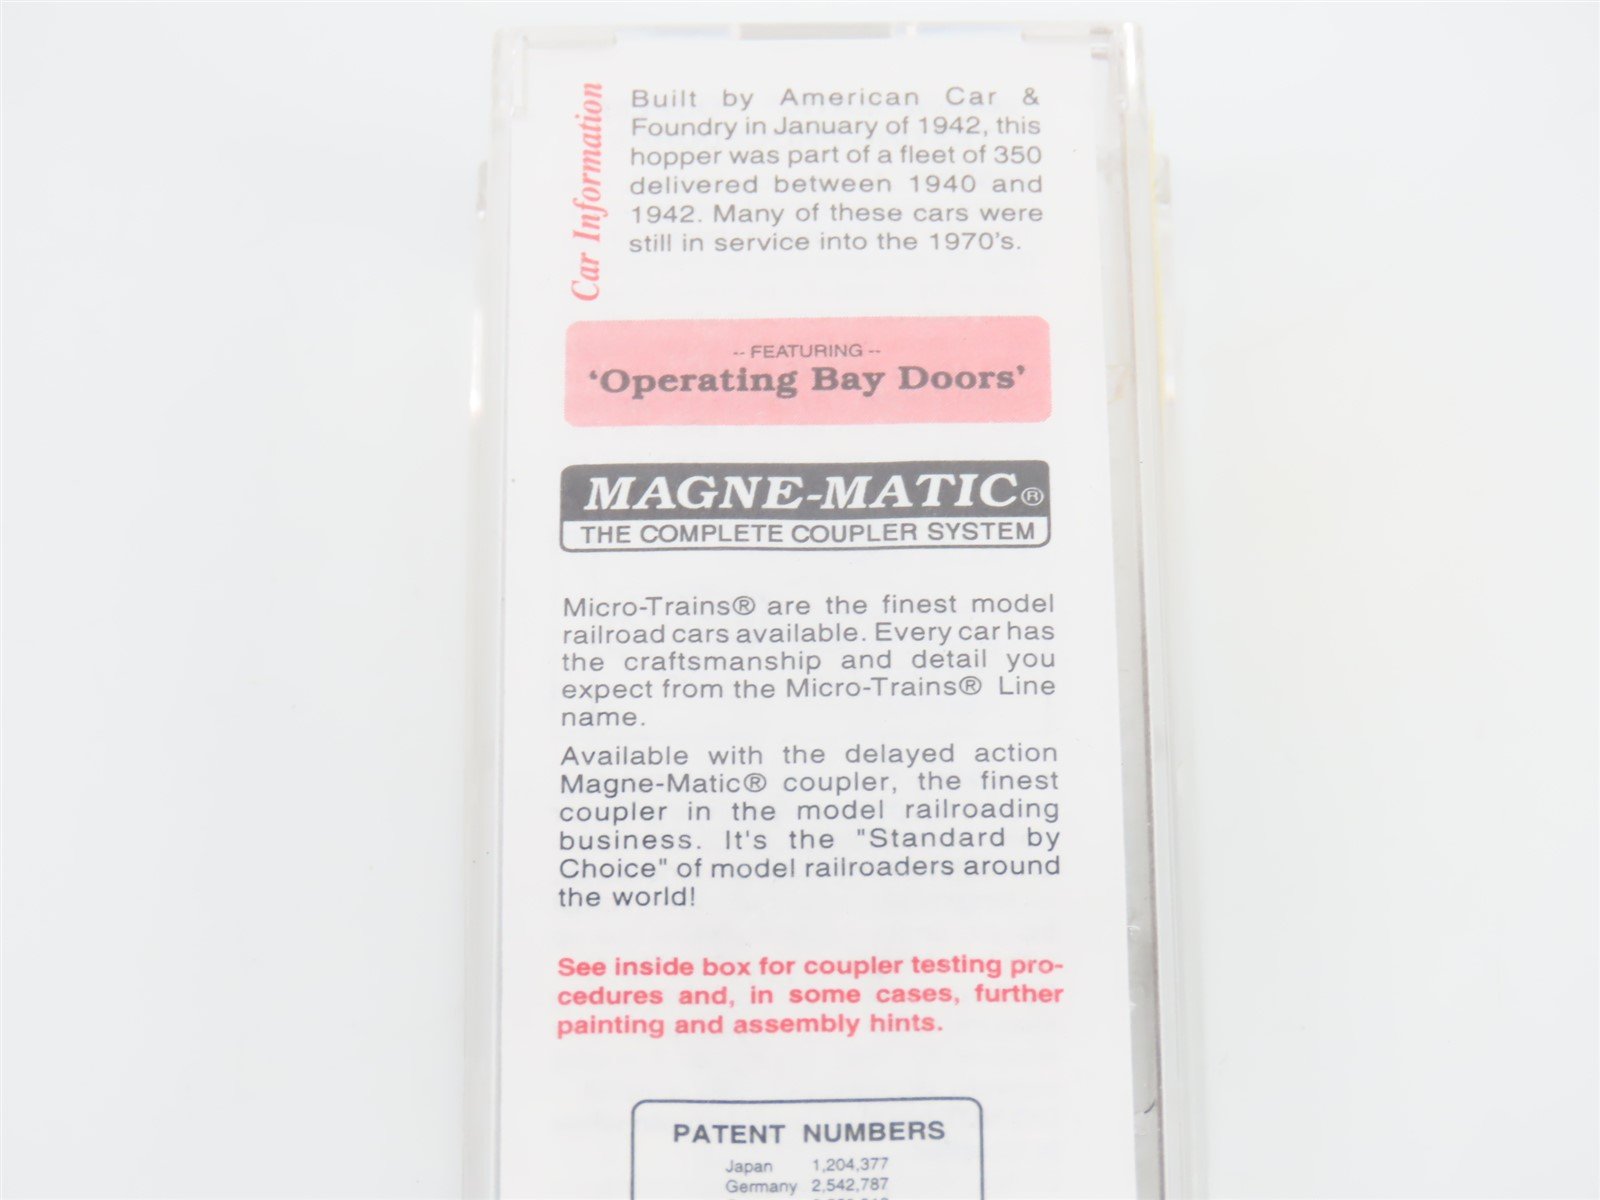 Car Information
Built by American Car &
Foundry in January of 1942, this
hopper was part of a fleet of 350
delivered between 1940 and
1942. Many of these cars were
still in service into the 1970's.
-- FEATURING --
‘Operating Bay Doors’
MAGNE-MATIC®
THE COMPLETE COUPLER SYSTEM
Micro-Trains® are the finest model
railroad cars available. Every car has
the craftsmanship and detail you
expect from the Micro-Trains® Line
name.
Available with the delayed action
Magne-Matic® coupler, the finest
coupler in the model railroading
business. It's the "Standard by
Choice" of model railroaders around
the world!
See inside box for coupler testing pro-
cedures and, in some cases, further
painting and assembly hints.
PATENT NUMBERS
Japan 1,204,377
Germany 2,542,787